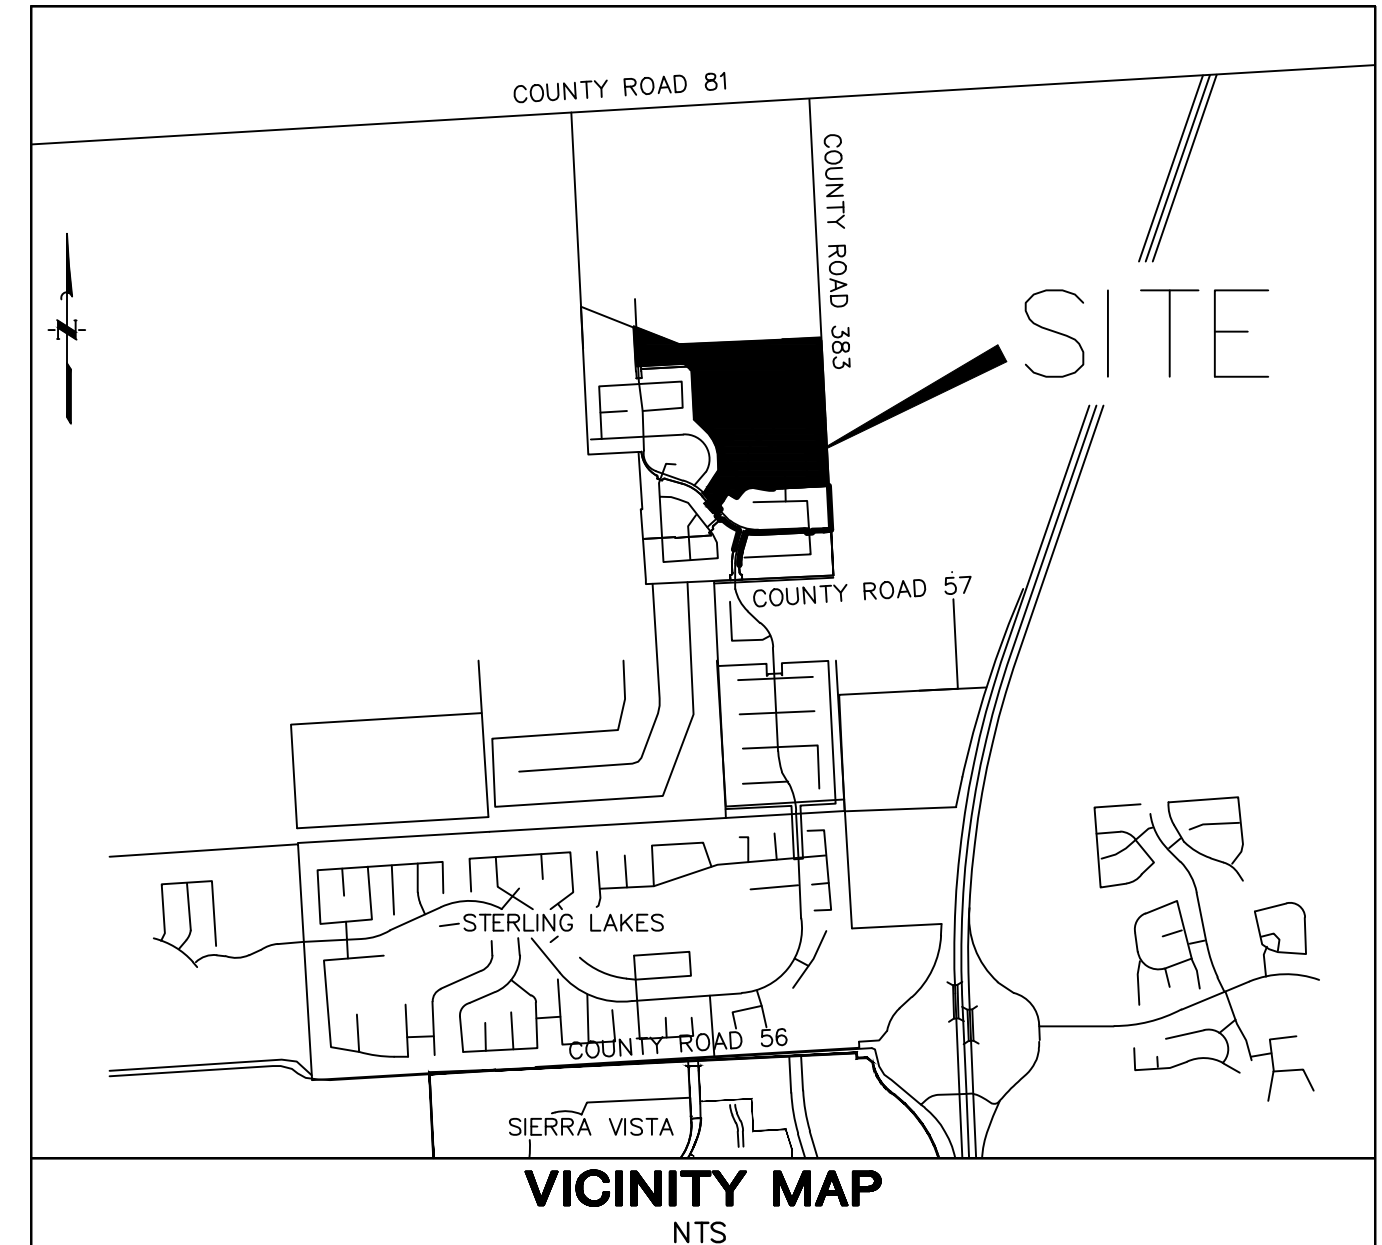 COUNTY ROAD 81
COUNTY ROAD 383
SITE
N
COUNTY ROAD 57
STERLING LAKES
COUNTY ROAD 56
SIERRA VISTA
VICINITY MAP
NTS